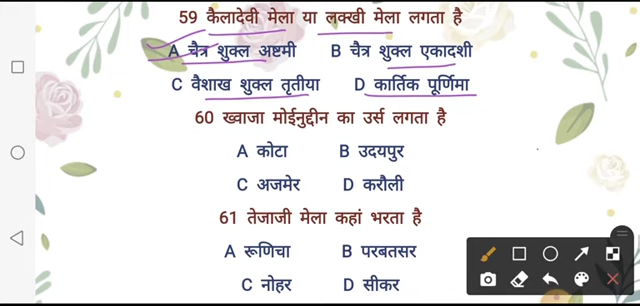 59 कैलादेवी मेला या लक्खी मेला लगता है
A चैत्र शुक्ल अष्टमी B चैत्र शुक्ल एकादशी
C वैशाख शुक्ल तृतीया D कार्तिक पूर्णिमा
60 ख्वाजा मोईनुद्दीन का उर्स लगता है
A कोटा B उदयपुर
C अजमेर D करौली
61 तेजाजी मेला कहां भरता है
A रूणिचा B परबतसर
C नोहर D सीकर